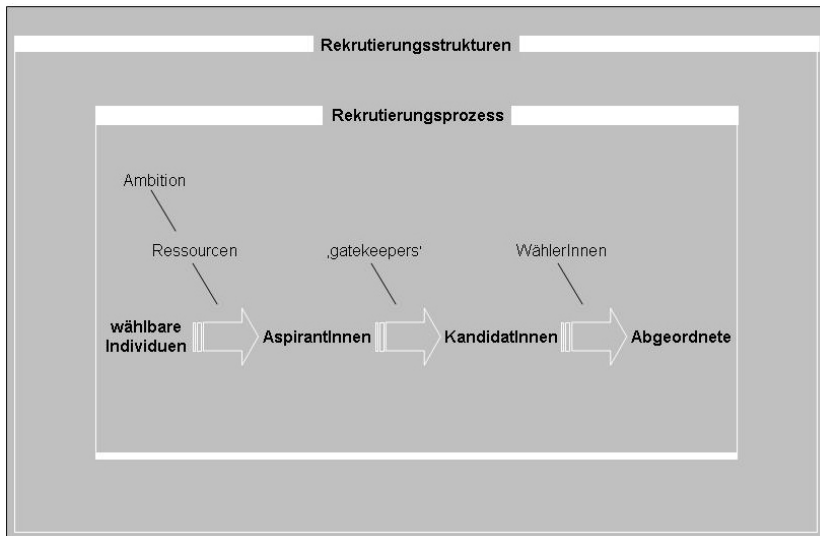 Rekrutierungsstrukturen
Rekrutierungsprozess
Ambition
Ressourcen
‚gatekeepers‘
WählerInnen
wählbare
Individuen
AspirantInnen
KandidatInnen
Abgeordnete